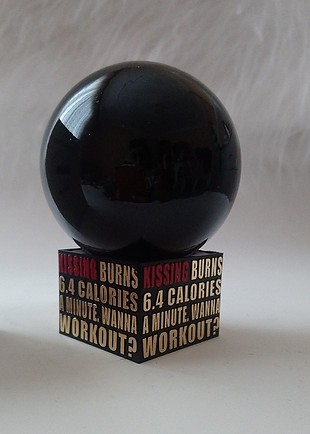 KISSING BURNS
6.4 CALORIES
A MINUTE. WANNA
WORKOUT?
KISSING BURNS
6.4 CALORIES
A MINUTE. WANNA
WORKOUT?